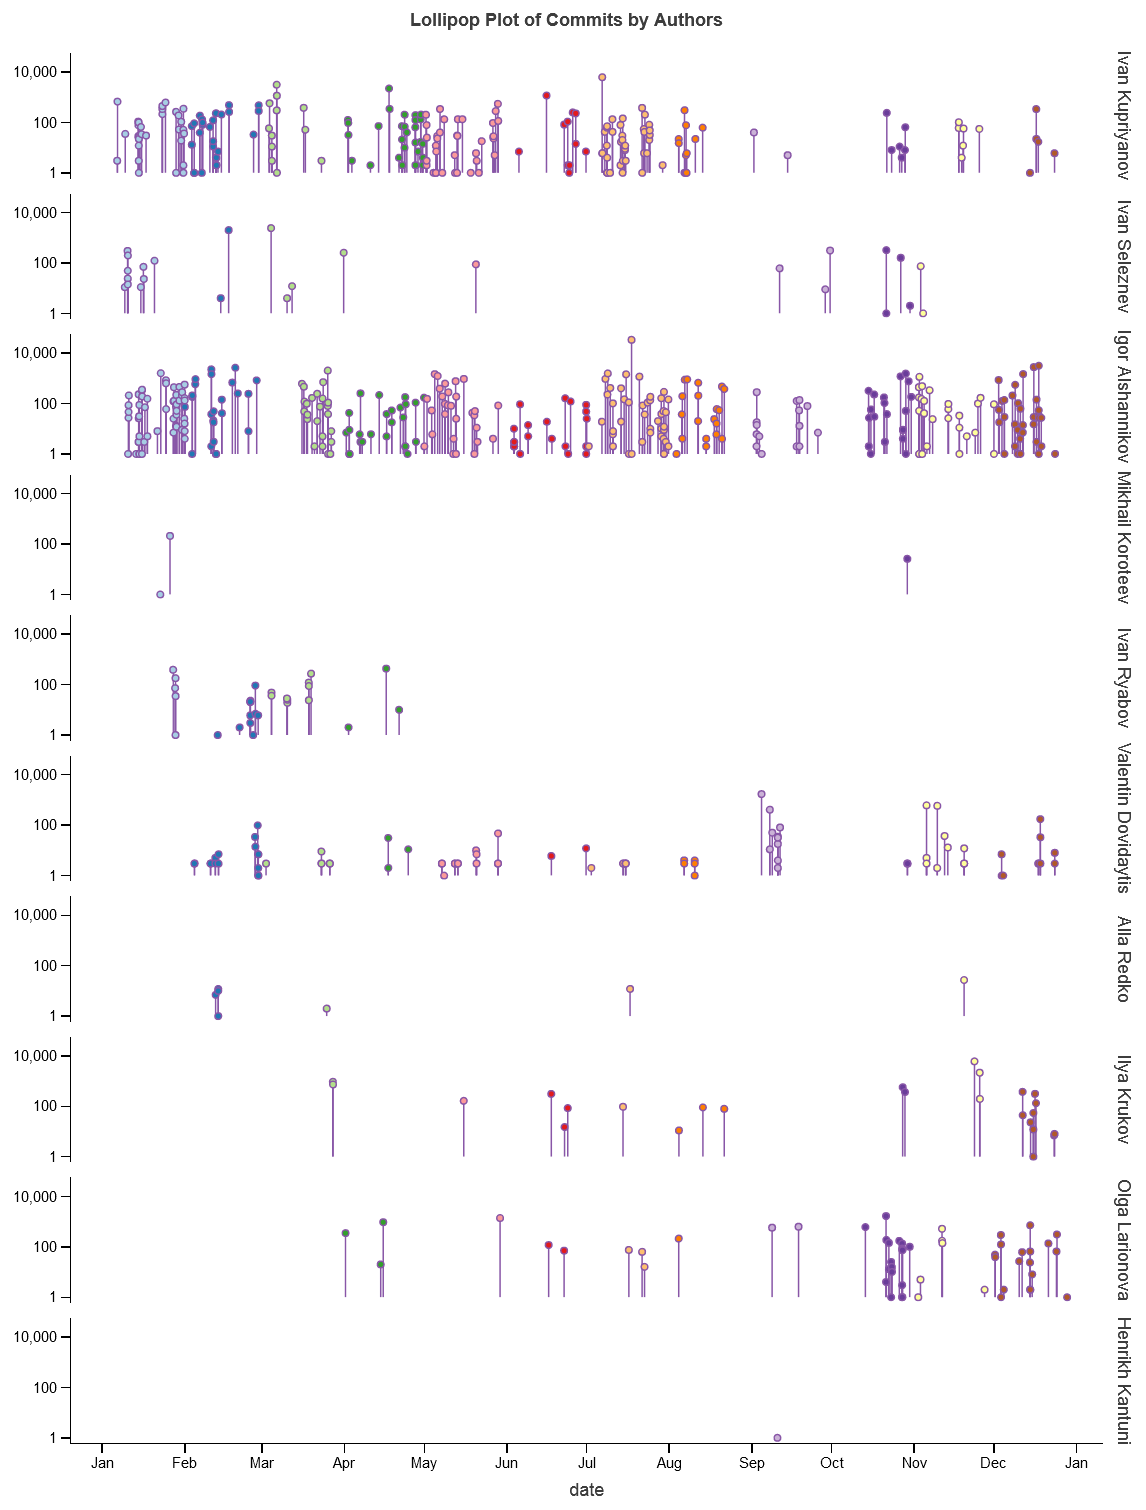 Lollipop Plot of Commits by Authors
10,000
100
1
Ivan Kupriyanov
10,000
100
1
Ivan Seleznev
10,000
100
1
Igor Alshannikov
10,000
100
1
Mikhail Koroteev
10,000
100
1
Ivan Ryabov
10,000
100
1
Valentin Dovidaytis
10,000
100
1
Alla Redko
10,000
100
1
Ilya Krukov
10,000
100
1
Olga Larionova
10,000
100
1
Henrikh Kantuni
Jan Feb Mar Apr May Jun Jul Aug Sep Oct Nov Dec Jan
date